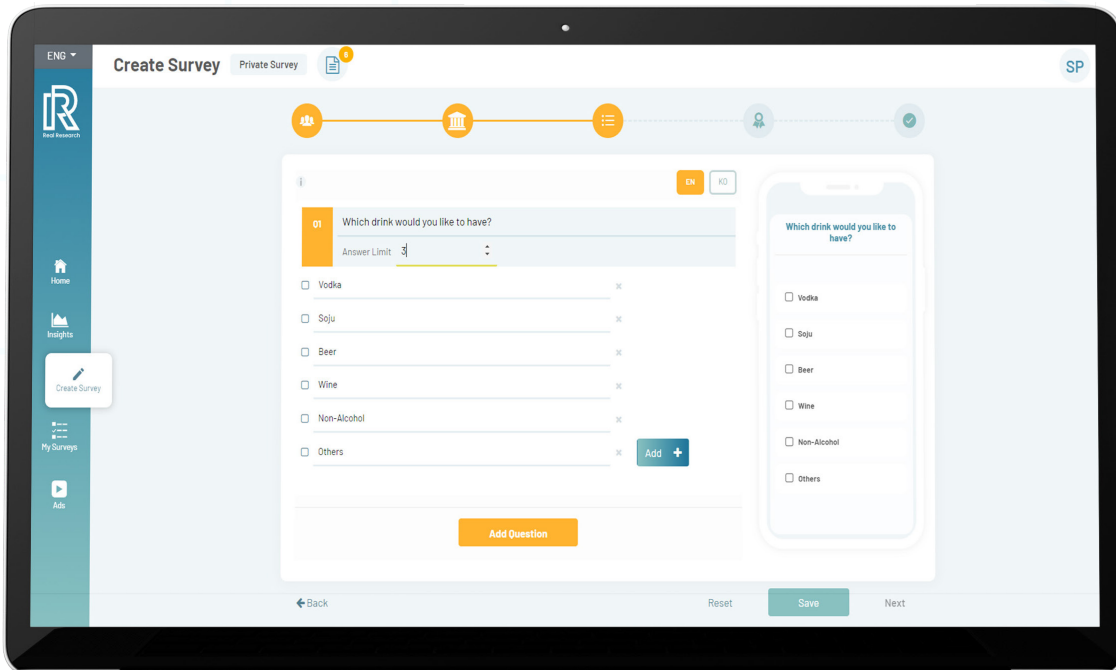 ENG
Create Survey
Private Survey
0
SP
R
Real Research
Home
Insights
Create Survey
My Surveys
Ads
i
EN
KO
01
Which drink would you like to have?
Answer Limit 3
Vodka
Soju
Beer
Wine
Non-Alcohol
Others
Add +
Add Question
Back
Reset
Save
Next
Which drink would you like to
have?
Vodka
Soju
Beer
Wine
Non-Alcohol
Others